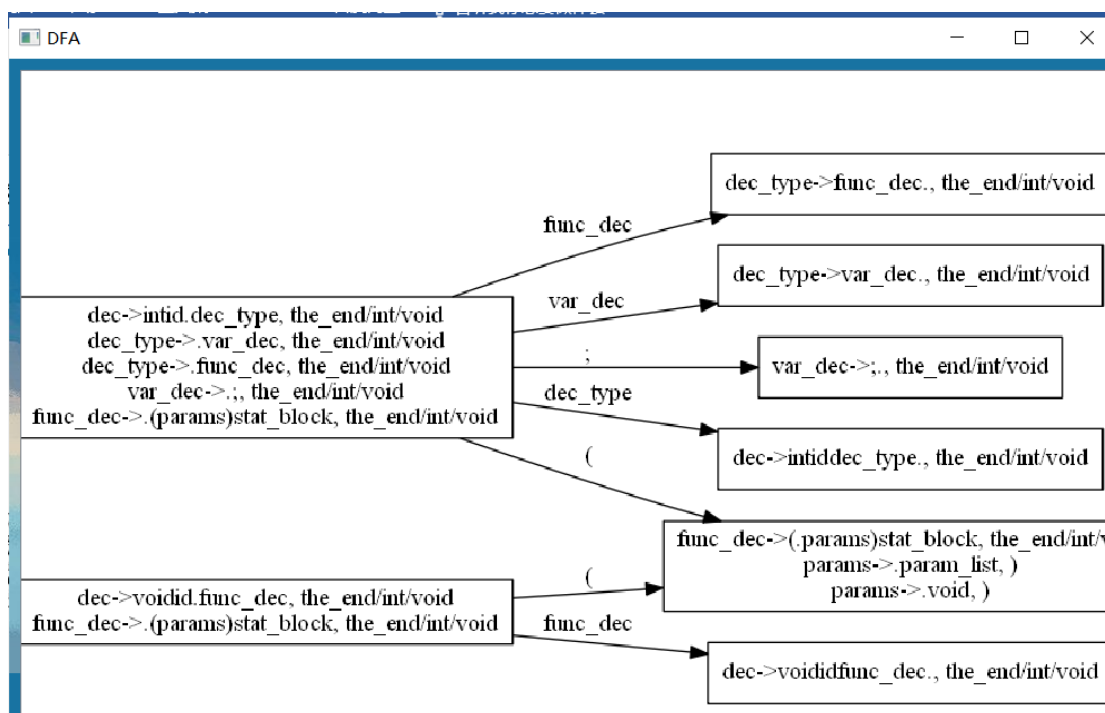 DFA
dec_type->func_dec., the_end/int/void
func_dec
dec_type->var_dec., the_end/int/void
var_dec
dec->intid.dec_type, the_end/int/void
dec_type->.var_dec, the_end/int/void
dec_type->.func_dec, the_end/int/void
var_dec->.;, the_end/int/void
func_dec->.(params)stat_block, the_end/int/void
;
var_dec->;., the_end/int/void
dec_type
dec->intiddec_type., the_end/int/void
(
func_dec->(.params)stat_block, the_end/int/v
params->.param_list, )
params->.void, )
(
dec->voidid.func_dec, the_end/int/void
func_dec->.(params)stat_block, the_end/int/void
func_dec
dec->voididfunc_dec., the_end/int/void